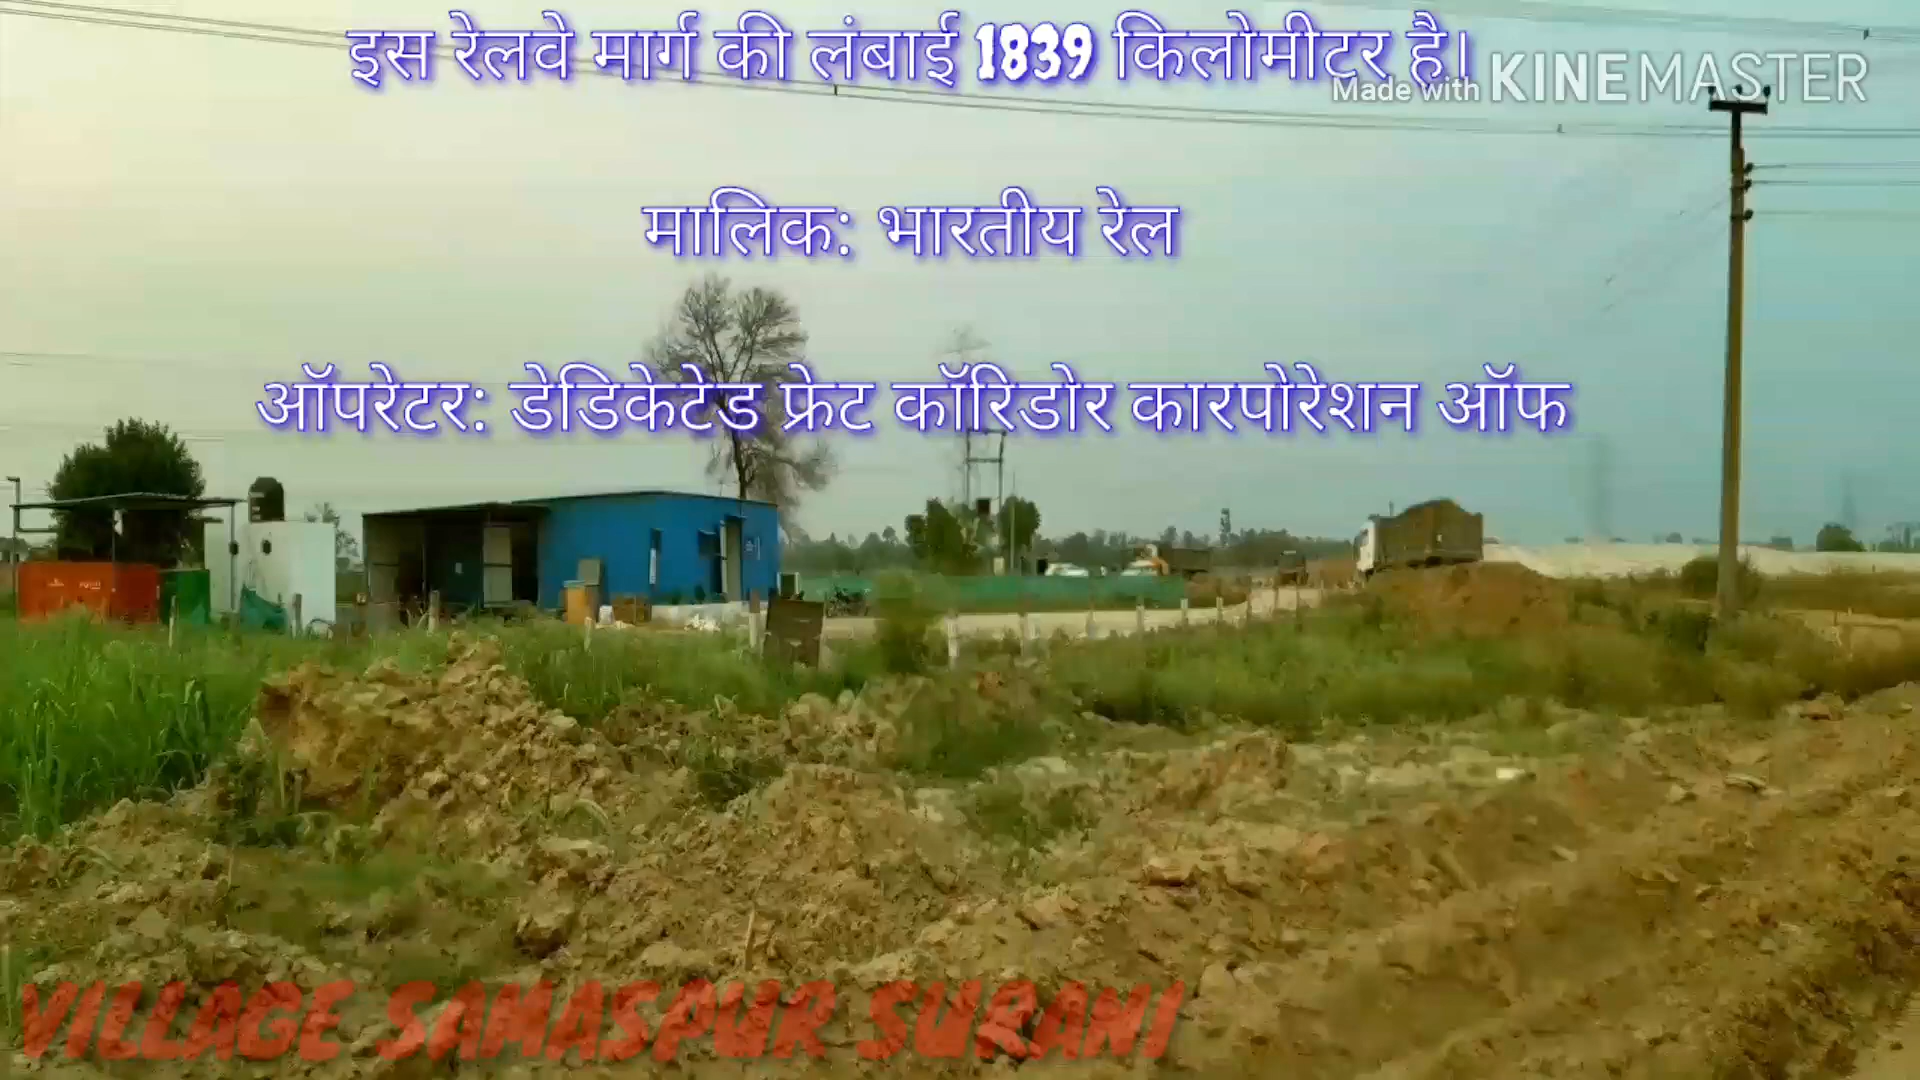 इस रेलवे मार्ग की लंबाई 1839 किलोमीटर है।
Made with KINEMASTER
मालिक: भारतीय रेल
ऑपरेटर: डेडिकेटेड फ्रेट कॉरिडोर कारपोरेशन ऑफ
VILLAGE SAMASPUR SURANI